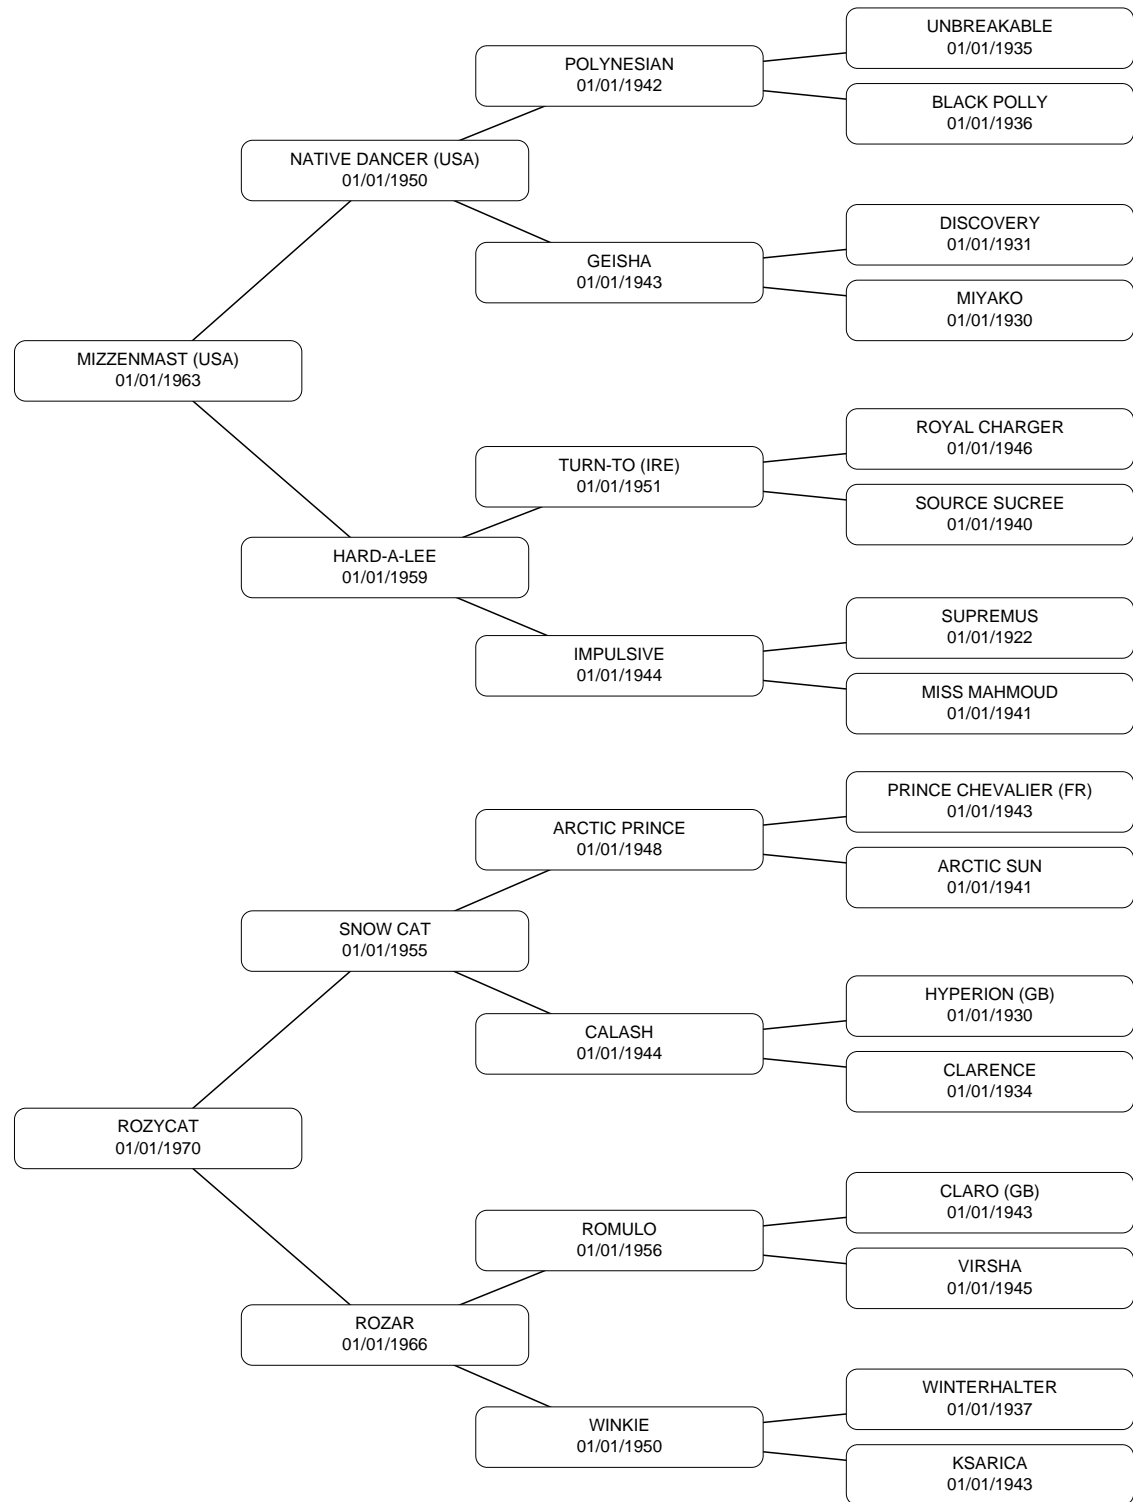 UNBREAKABLE
01/01/1935
POLYNESIAN
01/01/1942
BLACK POLLY
01/01/1936
NATIVE DANCER (USA)
01/01/1950
DISCOVERY
01/01/1931
GEISHA
01/01/1943
MIYAKO
01/01/1930
MIZZENMAST (USA)
01/01/1963
ROYAL CHARGER
01/01/1946
TURN-TO (IRE)
01/01/1951
SOURCE SUCREE
01/01/1940
HARD-A-LEE
01/01/1959
SUPREMUS
01/01/1922
IMPULSIVE
01/01/1944
MISS MAHMOUD
01/01/1941
PRINCE CHEVALIER (FR)
01/01/1943
ARCTIC PRINCE
01/01/1948
ARCTIC SUN
01/01/1941
SNOW CAT
01/01/1955
HYPERION (GB)
01/01/1930
CALASH
01/01/1944
CLARENCE
01/01/1934
ROZYCAT
01/01/1970
CLARO (GB)
01/01/1943
ROMULO
01/01/1956
VIRSHA
01/01/1945
ROZAR
01/01/1966
WINTERHALTER
01/01/1937
WINKIE
01/01/1950
KSARICA
01/01/1943